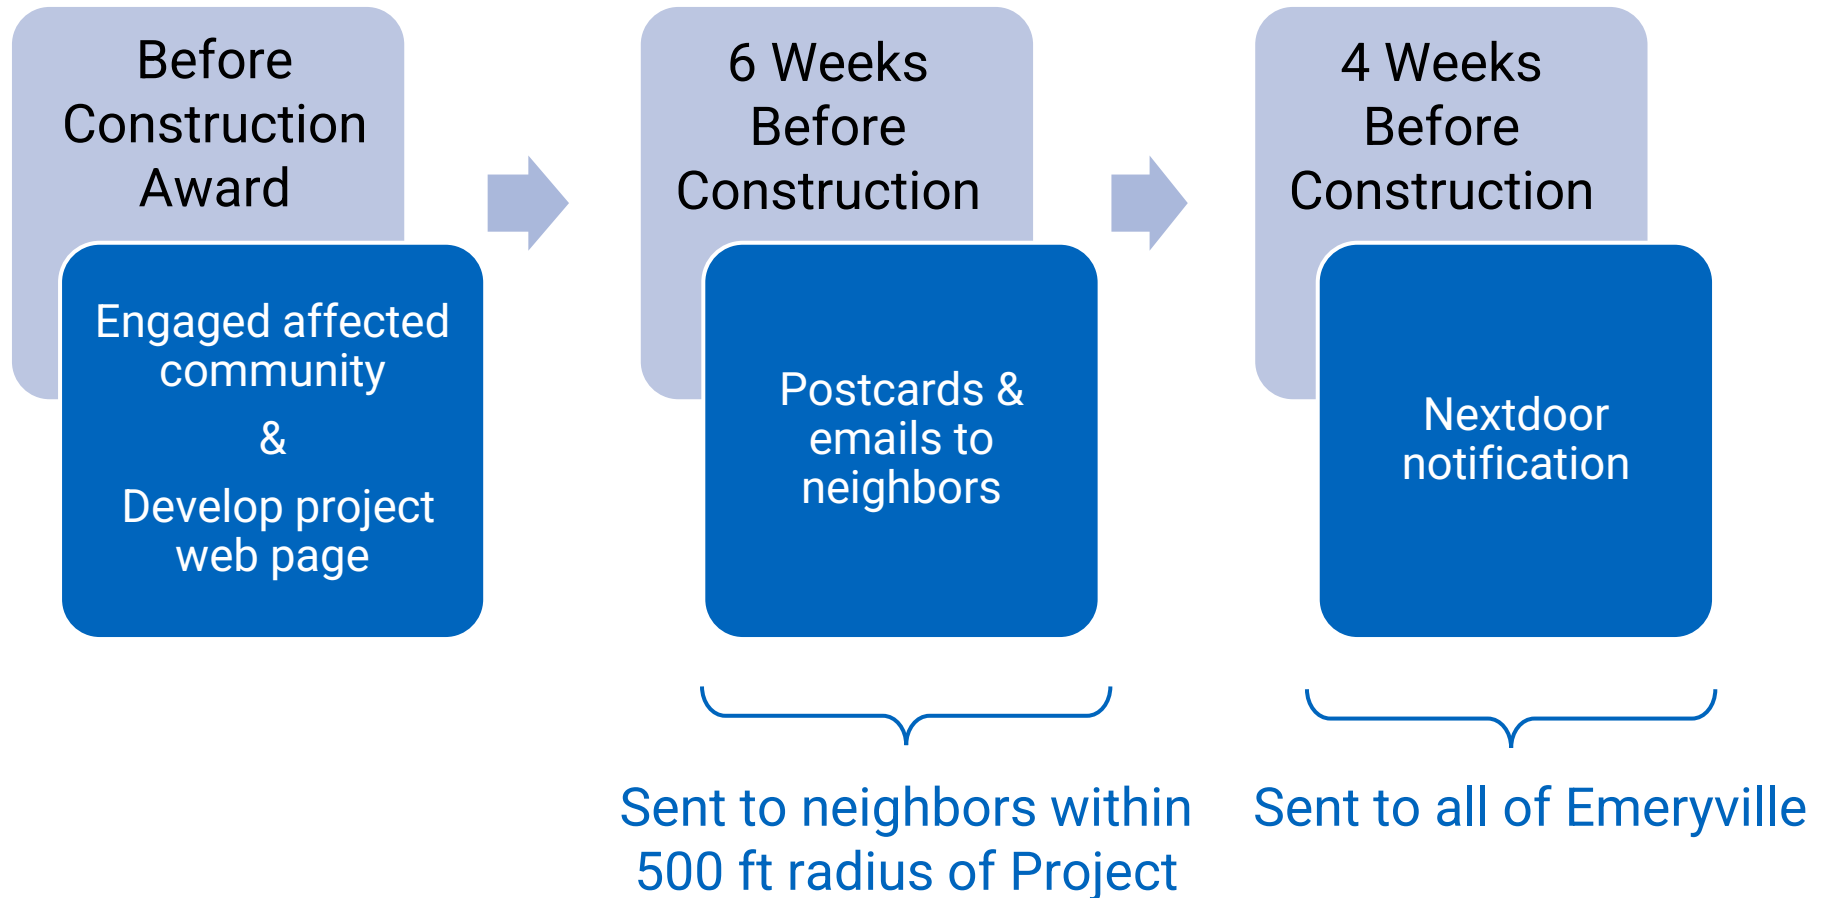 Before
Construction
Award
Engaged affected
community
&
Develop project
web page
6 Weeks
Before
Construction
Postcards &
emails to
neighbors
Sent to neighbors within
500 ft radius of Project
4 Weeks
Before
Construction
Nextdoor
notification
Sent to all of Emeryville